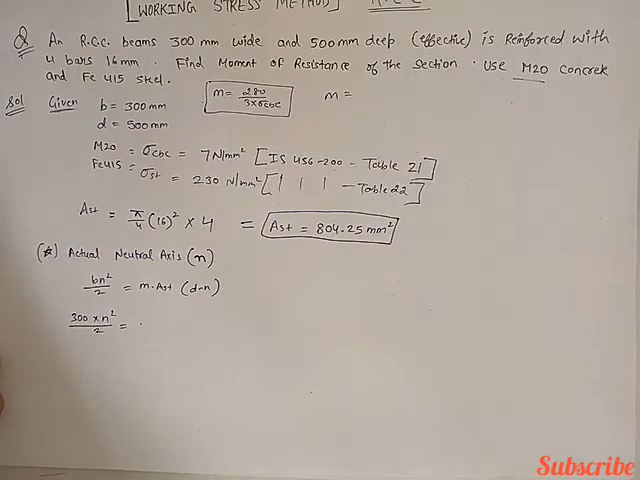 [WORKING STRESS METHOD]
Q An R.C.C. beams 300 mm wide and 500 mm deep (effective) is Reinforced with
4 bars 16 mm. Find Moment of Resistance of the Section. Use M20 Concrek
and Fe 415 Steel.
Sol Given b = 300 mm
m = 280 / 3×σcbc
m =
d = 500 mm
M20 = σcbc = 7 N/mm² [IS 456-200 - Table 21]
Fe415 = σst = 230 N/mm² [ | | | - Table 22]
Ast = π/4 (16)² × 4 = Ast = 804.25 mm²
(*) Actual Neutral Axis (n)
bn²/2 = m.Ast (d-n)
300 × n²/2 =
Subscribe